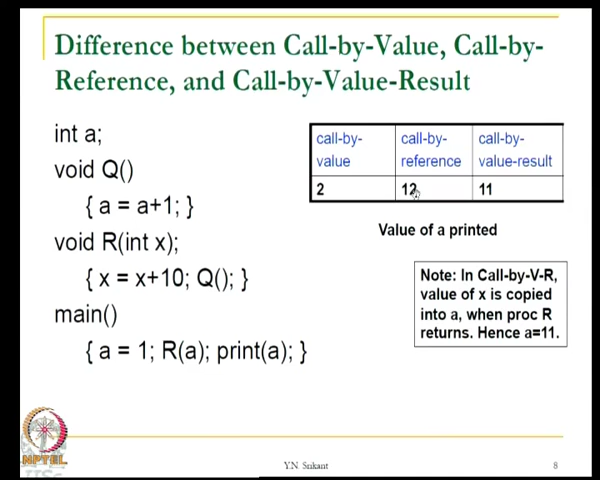 Difference between Call-by-Value, Call-by-
Reference, and Call-by-Value-Result
int a;
void Q()
{ a = a+1; }
void R(int x);
{ x = x+10; Q(); }
main()
{ a = 1; R(a); print(a); }
call-by-
value
call-by-
reference
call-by-
value-result
2
12
11
Value of a printed
Note: In Call-by-V-R,
value of x is copied
into a, when proc R
returns. Hence a=11.
NPTEL
Y.N. Srikant
8